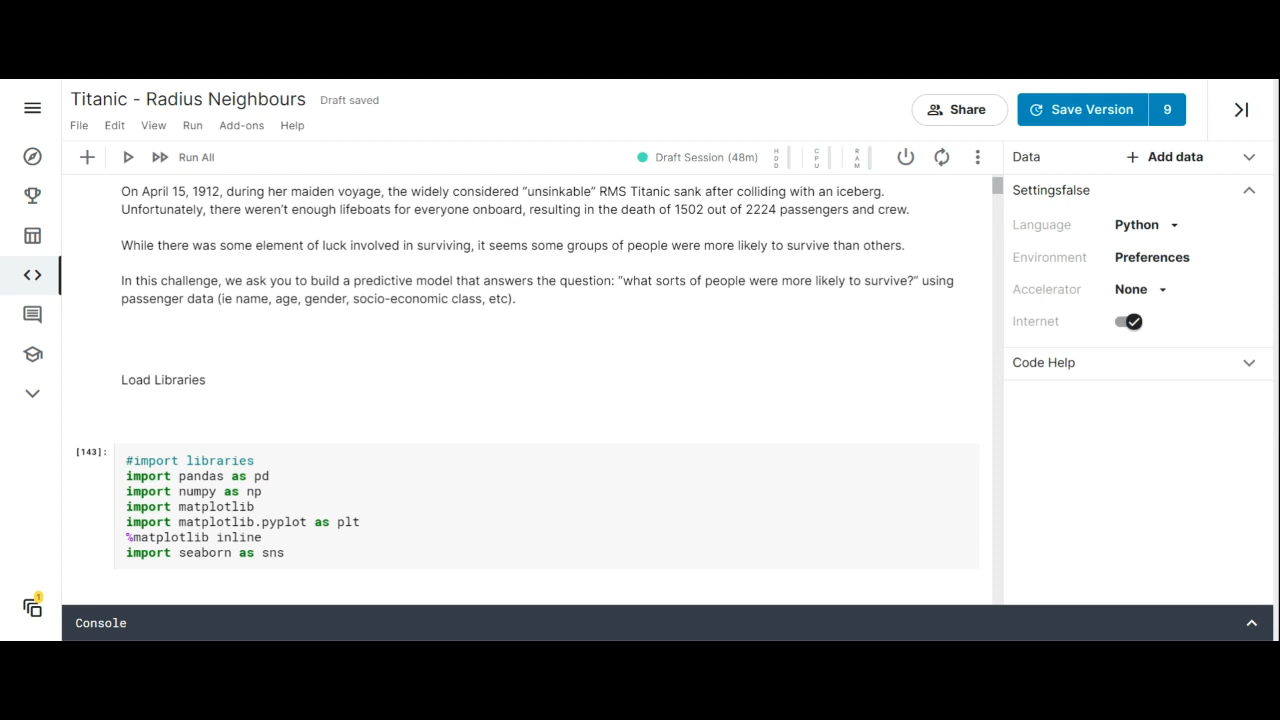 Titanic - Radius Neighbours Draft saved
Share
Save Version 9
File Edit View Run Add-ons Help
Run All
Draft Session (48m)
HDD
CPU
RAM
Data
Add data
On April 15, 1912, during her maiden voyage, the widely considered “unsinkable” RMS Titanic sank after colliding with an iceberg.
Unfortunately, there weren’t enough lifeboats for everyone onboard, resulting in the death of 1502 out of 2224 passengers and crew.
While there was some element of luck involved in surviving, it seems some groups of people were more likely to survive than others.
In this challenge, we ask you to build a predictive model that answers the question: “what sorts of people were more likely to survive?” using
passenger data (ie name, age, gender, socio-economic class, etc).
Load Libraries
[143]:
#import libraries
import pandas as pd
import numpy as np
import matplotlib
import matplotlib.pyplot as plt
%matplotlib inline
import seaborn as sns
Settingsfalse
Language Python
Environment Preferences
Accelerator None
Internet
Code Help
1
Console